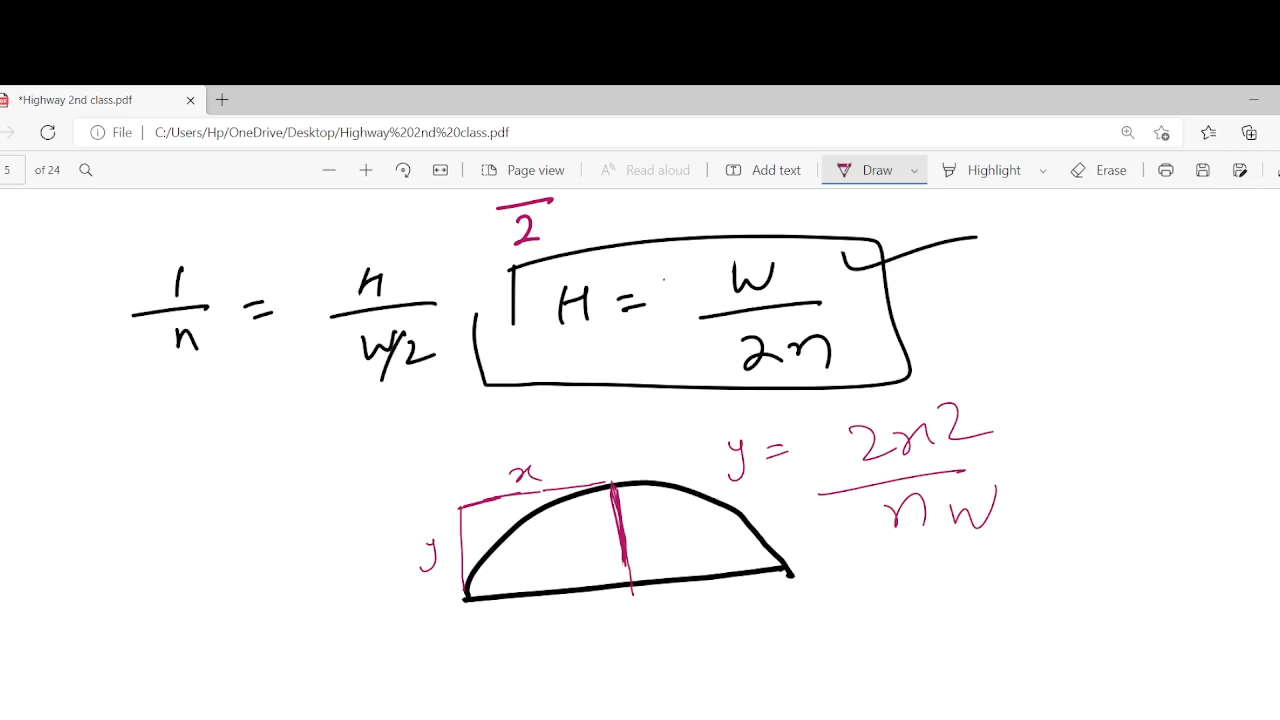 *Highway 2nd class.pdf
File C:/Users/Hp/OneDrive/Desktop/Highway%202nd%20class.pdf
5 of 24 Page view Read aloud Add text Draw Highlight Erase
2
1/n = H/(W/2) H = W/2n
y = 2x2/nW
x
y